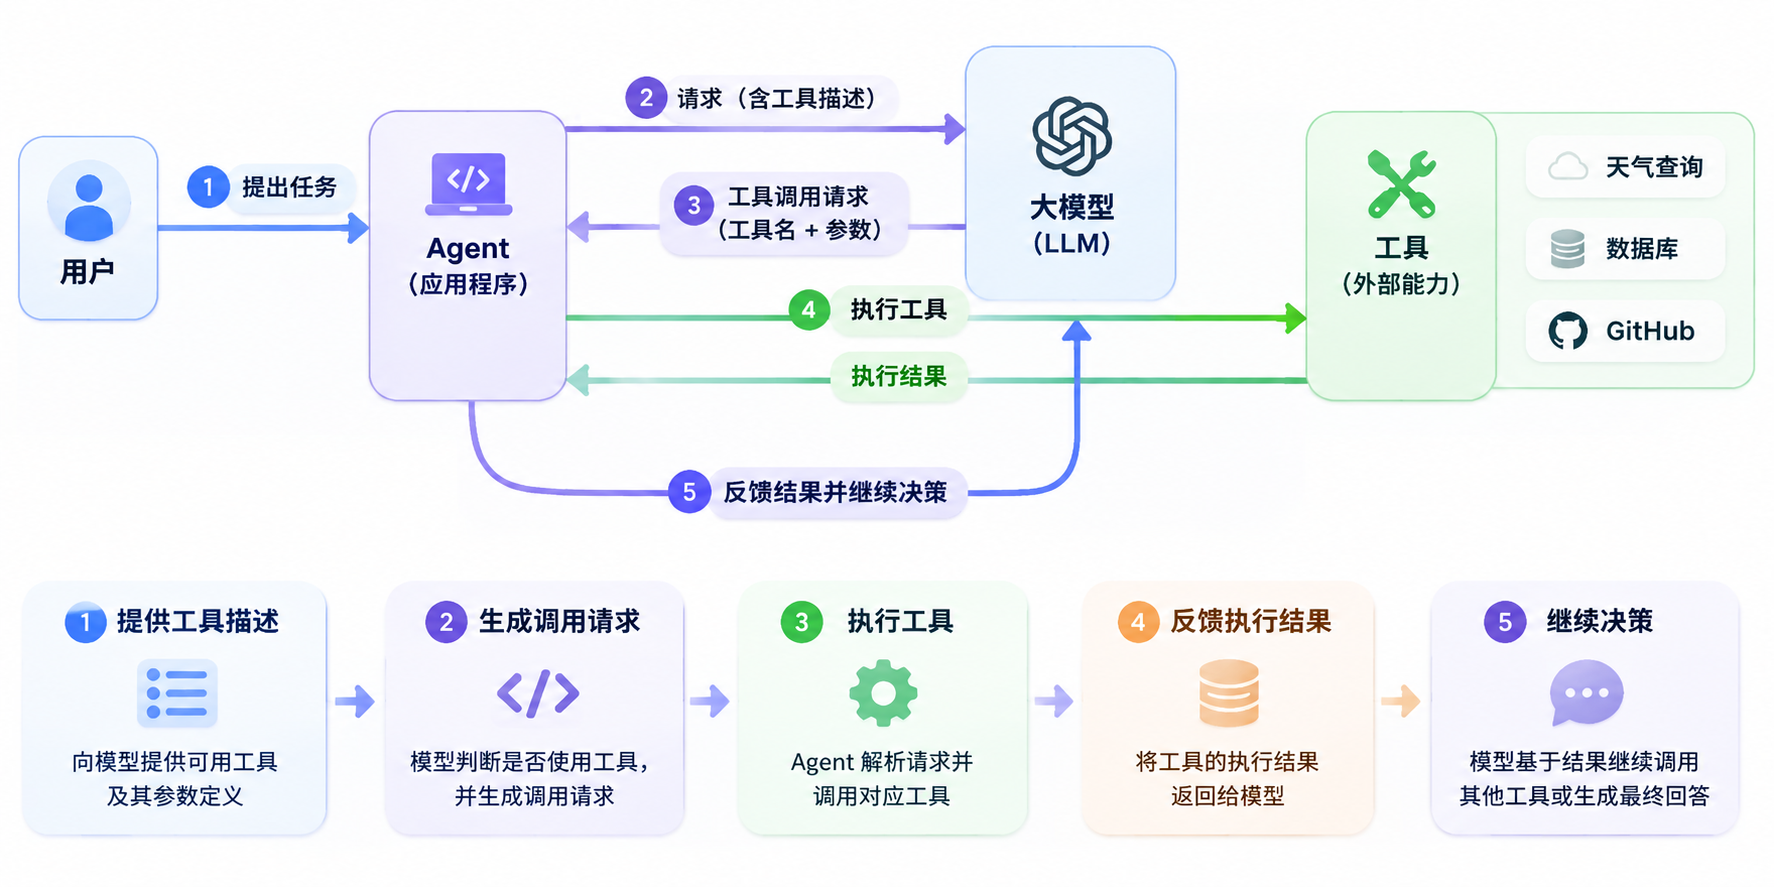 用户
1 提出任务
</>
Agent
（应用程序）
2 请求（含工具描述）
3 工具调用请求
（工具名 + 参数）
大模型
（LLM）
4 执行工具
执行结果
5 反馈结果并继续决策
工具
（外部能力）
天气查询
数据库
GitHub
1 提供工具描述
向模型提供可用工具
及其参数定义
2 生成调用请求
</>
模型判断是否使用工具，
并生成调用请求
3 执行工具
Agent 解析请求并
调用对应工具
4 反馈执行结果
将工具的执行结果
返回给模型
5 继续决策
模型基于结果继续调用
其他工具或生成最终回答